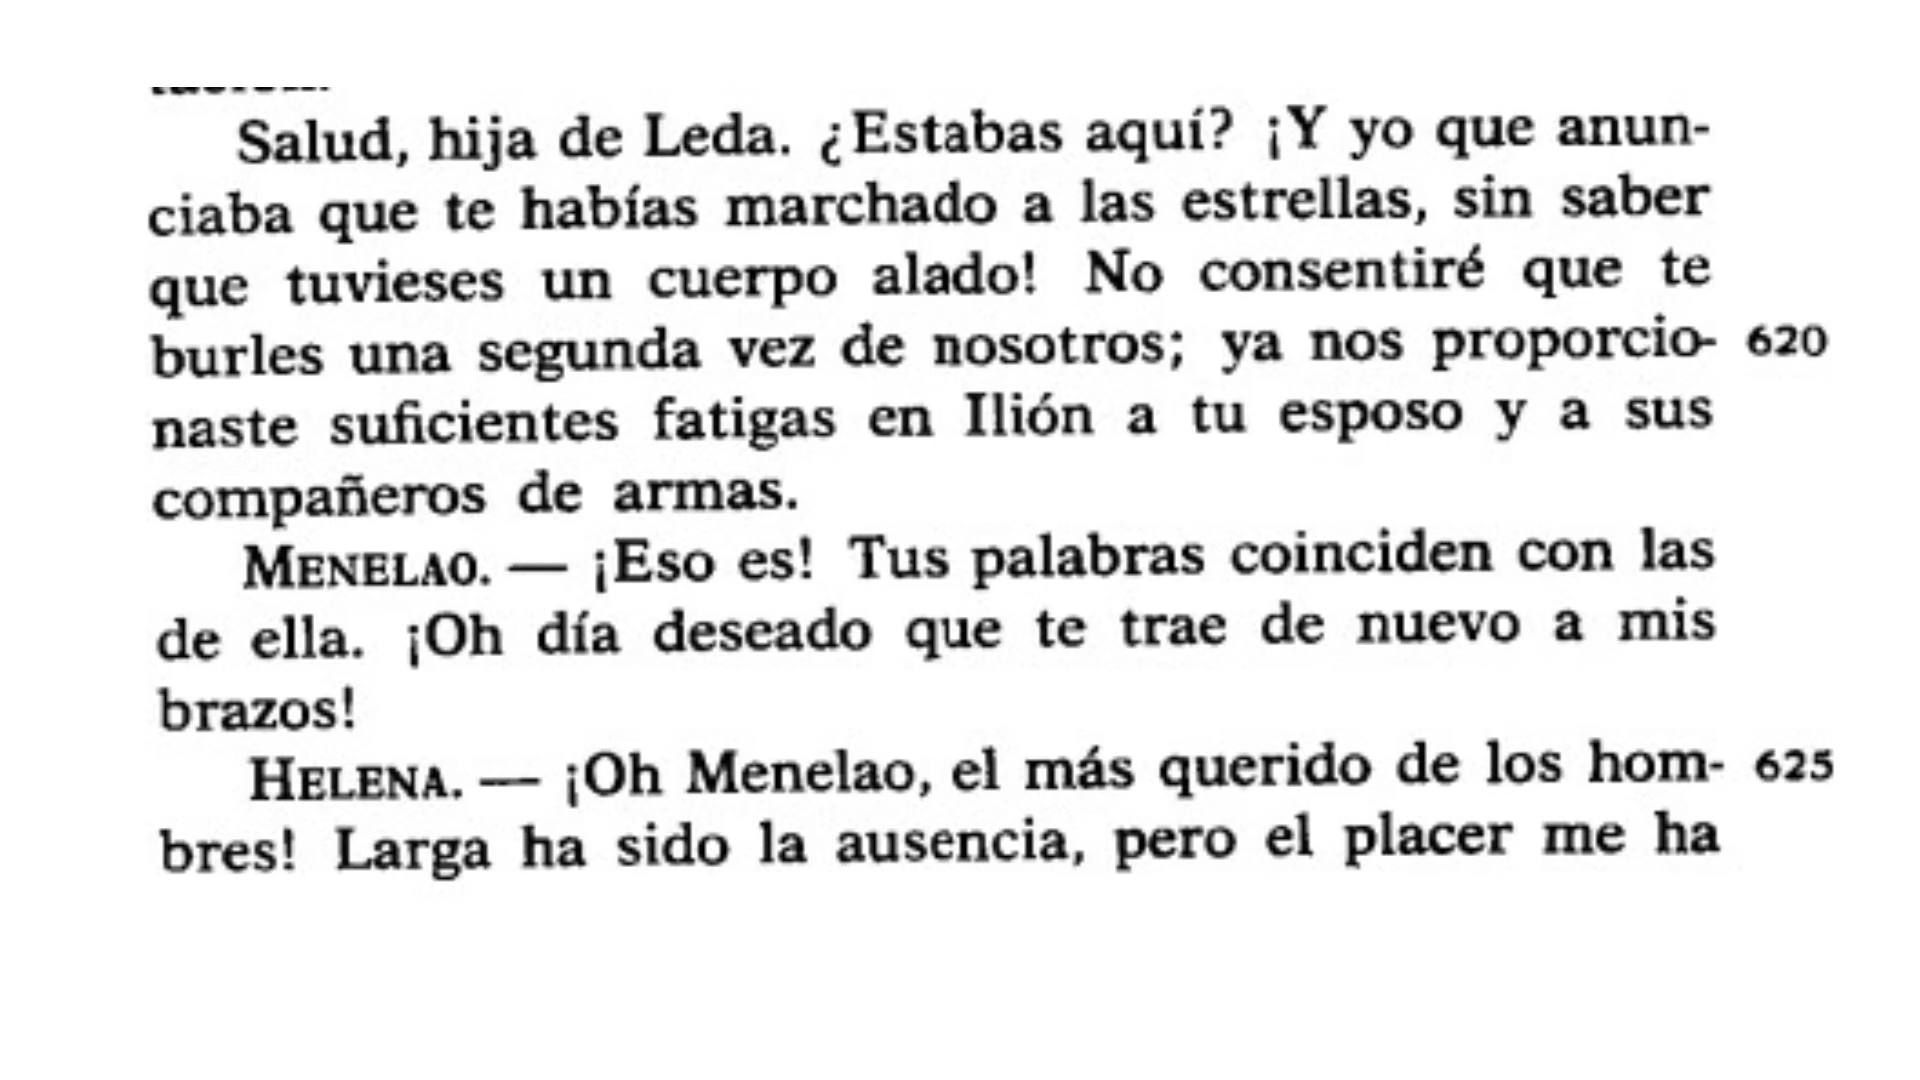 Salud, hija de Leda. ¿Estabas aquí? ¡Y yo que anun-
ciaba que te habías marchado a las estrellas, sin saber
que tuvieses un cuerpo alado! No consentiré que te
burles una segunda vez de nosotros; ya nos proporcio- 620
naste suficientes fatigas en Ilión a tu esposo y a sus
compañeros de armas.
MENELAO. — ¡Eso es! Tus palabras coinciden con las
de ella. ¡Oh día deseado que te trae de nuevo a mis
brazos!
HELENA. — ¡Oh Menelao, el más querido de los hom- 625
bres! Larga ha sido la ausencia, pero el placer me ha